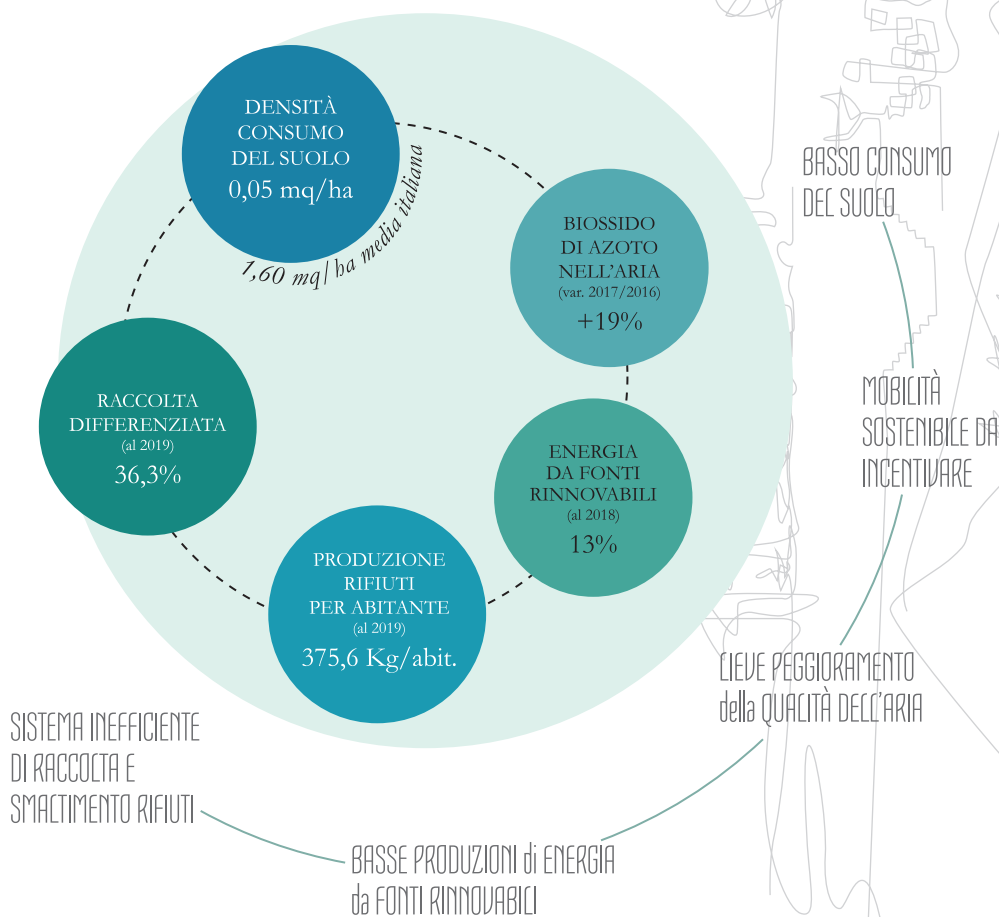 DENSITÀ
CONSUMO
DEL SUOLO
0,05 mq/ha
1,60 mq/ha media italiana
BIOSSIDO
DI AZOTO
NELL'ARIA
(var. 2017/2016)
+19%
RACCOLTA
DIFFERENZIATA
(al 2019)
36,3%
ENERGIA
DA FONTI
RINNOVABILI
(al 2018)
13%
PRODUZIONE
RIFIUTI
PER ABITANTE
(al 2019)
375,6 Kg/abit.
BASSO CONSUMO
DEL SUOLO
MOBILITÀ
SOSTENIBILE DA
INCENTIVARE
LIEVE PEGGIORAMENTO
della QUALITÀ DELL'ARIA
SISTEMA INEFFICIENTE
DI RACCOLTA E
SMALTIMENTO RIFIUTI
BASSE PRODUZIONI di ENERGIA
da FONTI RINNOVABILI